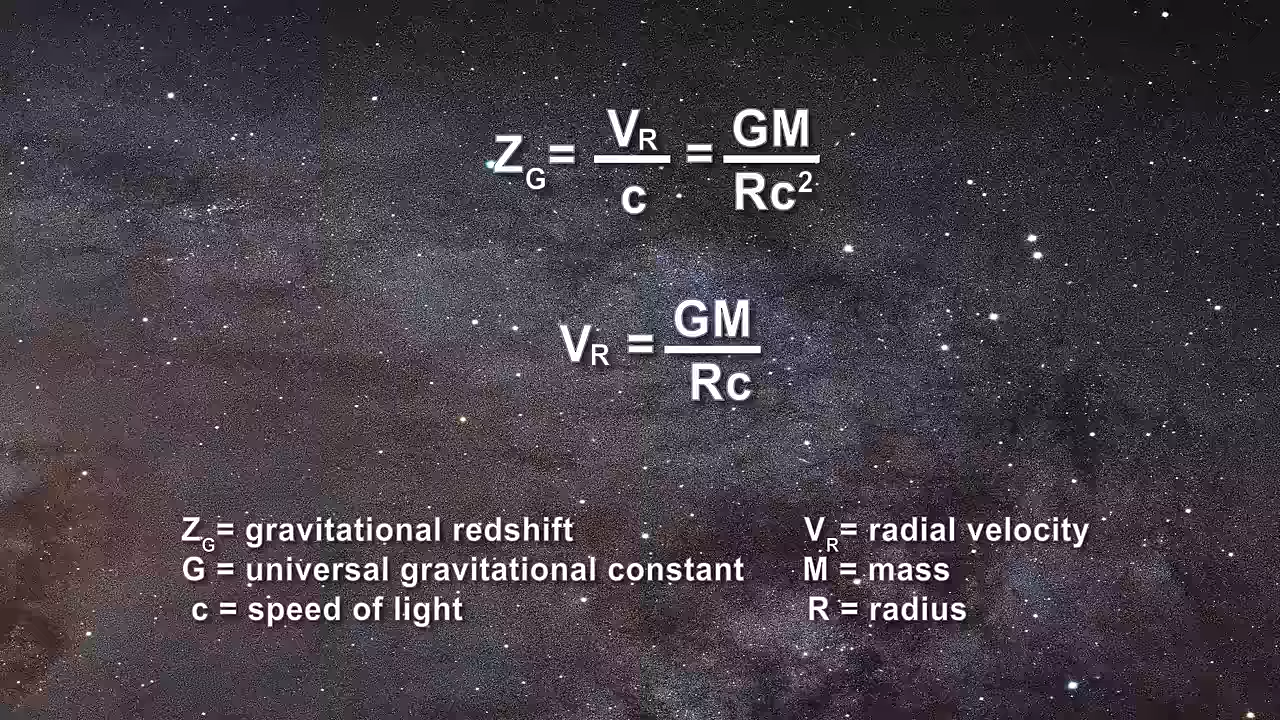 Z_G = V_R / c = GM / Rc²
V_R = GM / Rc
Z_G = gravitational redshift
G = universal gravitational constant
c = speed of light
V_R = radial velocity
M = mass
R = radius